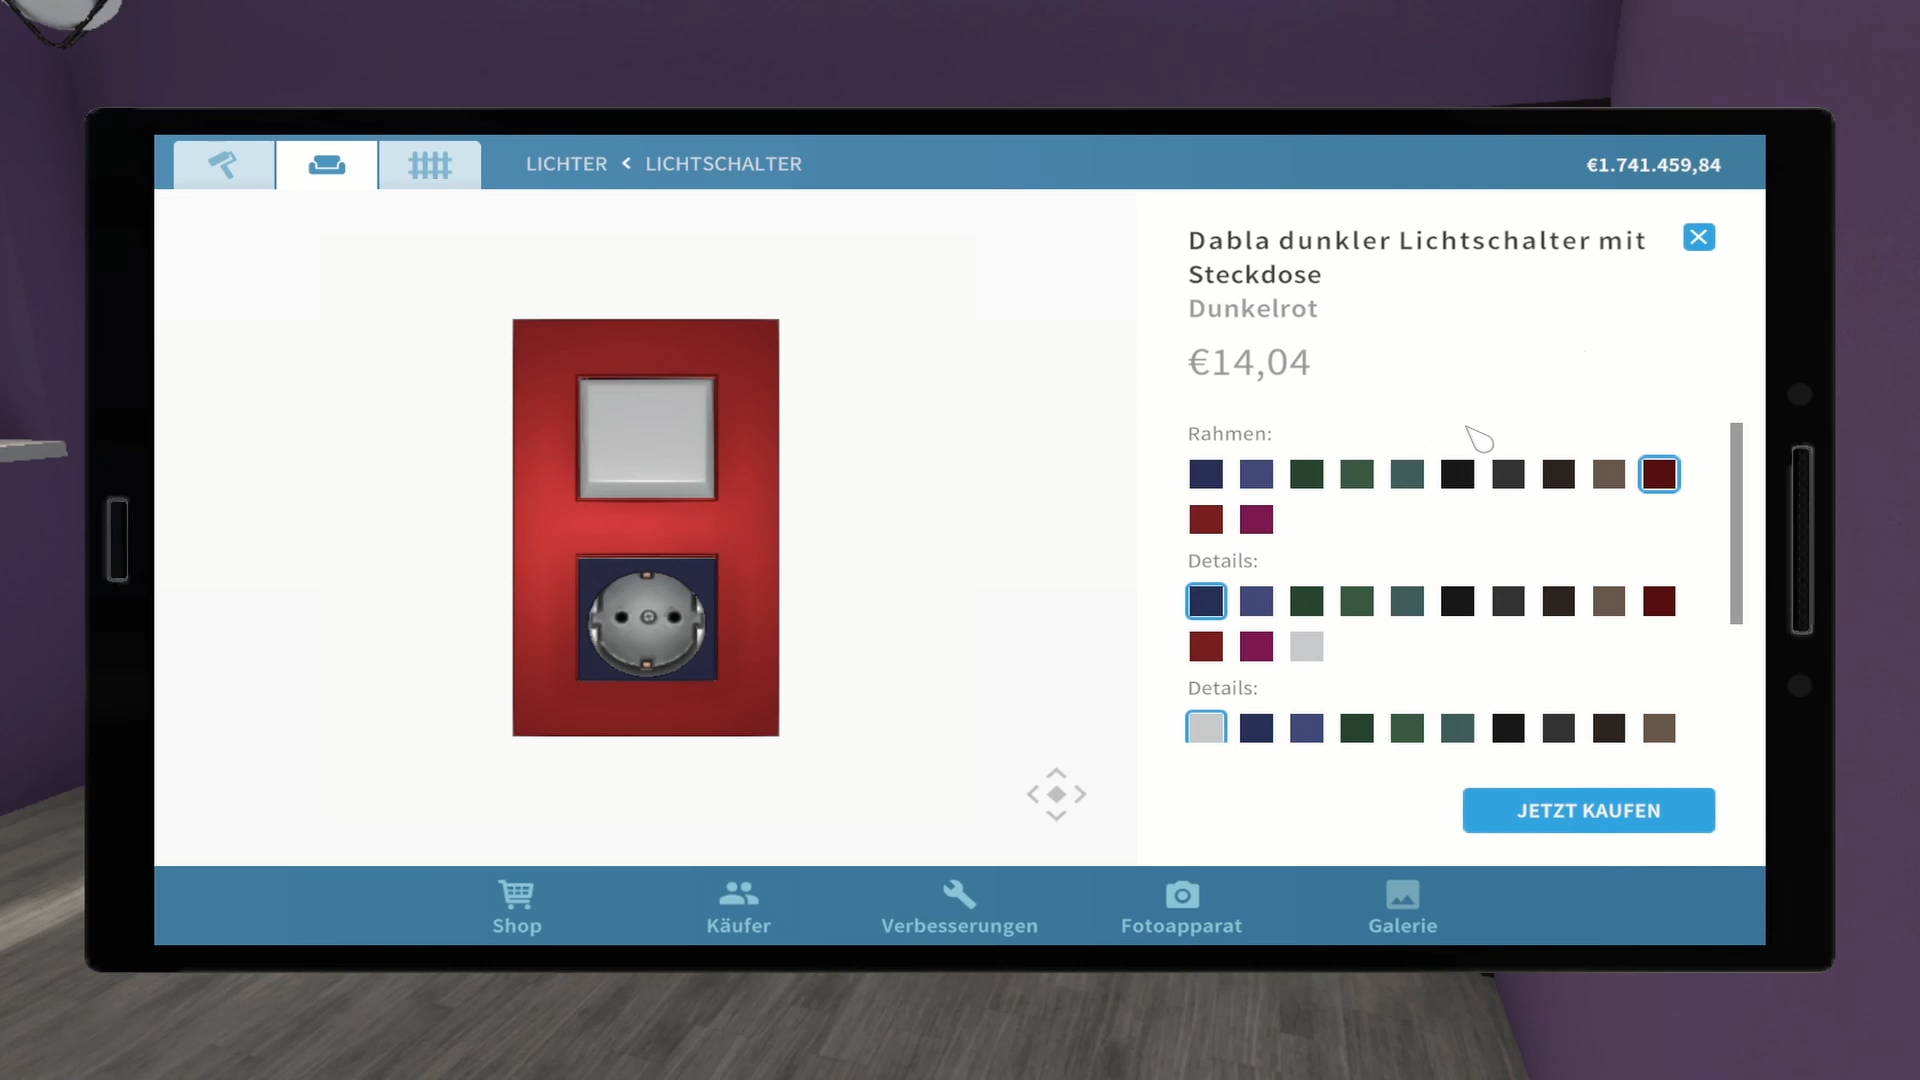 LICHTER < LICHTSCHALTER
€1.741.459,84
Dabla dunkler Lichtschalter mit
Steckdose
Dunkelrot
€14,04
Rahmen:
Details:
Details:
JETZT KAUFEN
Shop
Käufer
Verbesserungen
Fotoapparat
Galerie